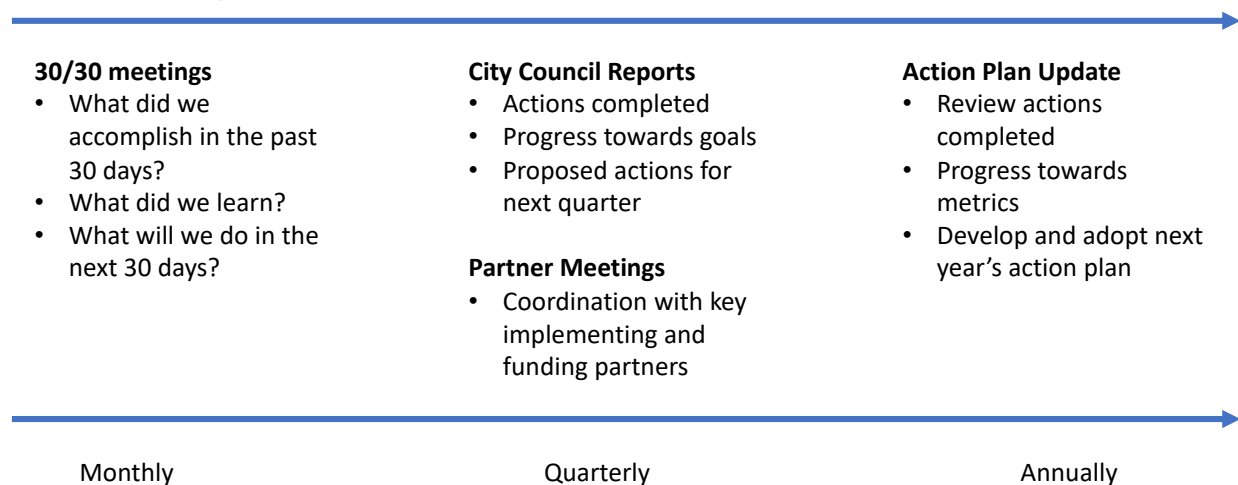 30/30 meetings
• What did we
accomplish in the past
30 days?
• What did we learn?
• What will we do in the
next 30 days?
City Council Reports
• Actions completed
• Progress towards goals
• Proposed actions for
next quarter
Partner Meetings
• Coordination with key
implementing and
funding partners
Action Plan Update
• Review actions
completed
• Progress towards
metrics
• Develop and adopt next
year’s action plan
Monthly
Quarterly
Annually